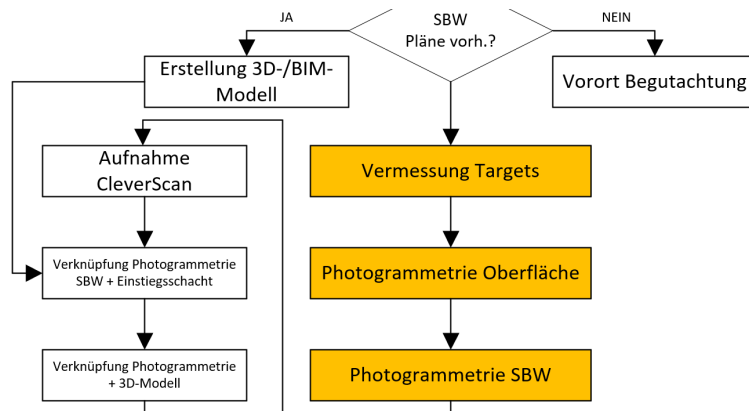 JA
SBW
Pläne vorh.?
NEIN
Erstellung 3D-/BIM-
Modell
Vorort Begutachtung
Aufnahme
CleverScan
Vermessung Targets
Verknüpfung Photogrammetrie
SBW + Einstiegsschacht
Photogrammetrie Oberfläche
Verknüpfung Photogrammetrie
+ 3D-Modell
Photogrammetrie SBW